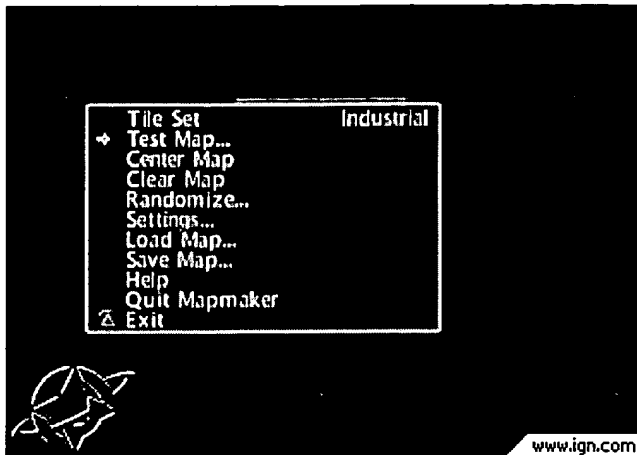 Tile Set Industrial
Test Map...
Center Map
Clear Map
Randomize...
Settings...
Load Map...
Save Map...
Help
Quit Mapmaker
Exit
www.ign.com